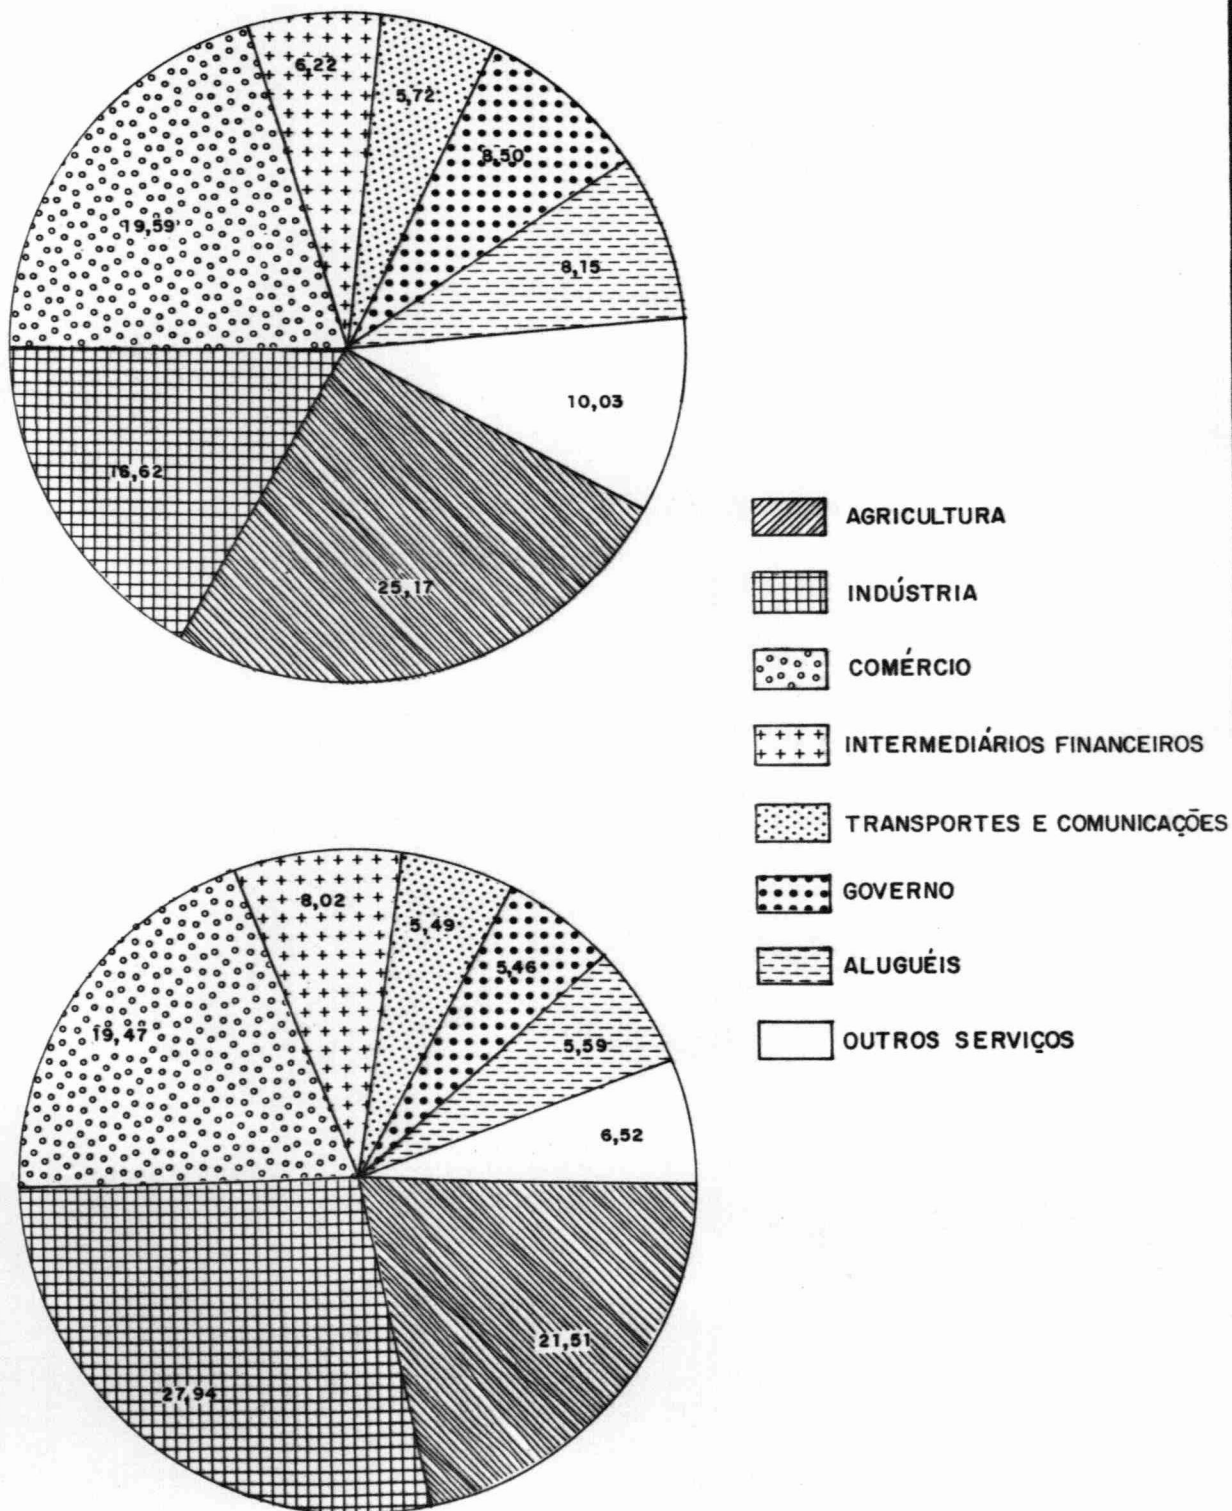 6,22
5,72
8,50
19,59
8,15
10,03
16,62
25,17
AGRICULTURA
INDÚSTRIA
COMÉRCIO
INTERMEDIÁRIOS FINANCEIROS
TRANSPORTES E COMUNICAÇÕES
GOVERNO
ALUGUÉIS
OUTROS SERVIÇOS
8,02
5,49
5,46
19,47
5,59
6,52
21,51
27,94